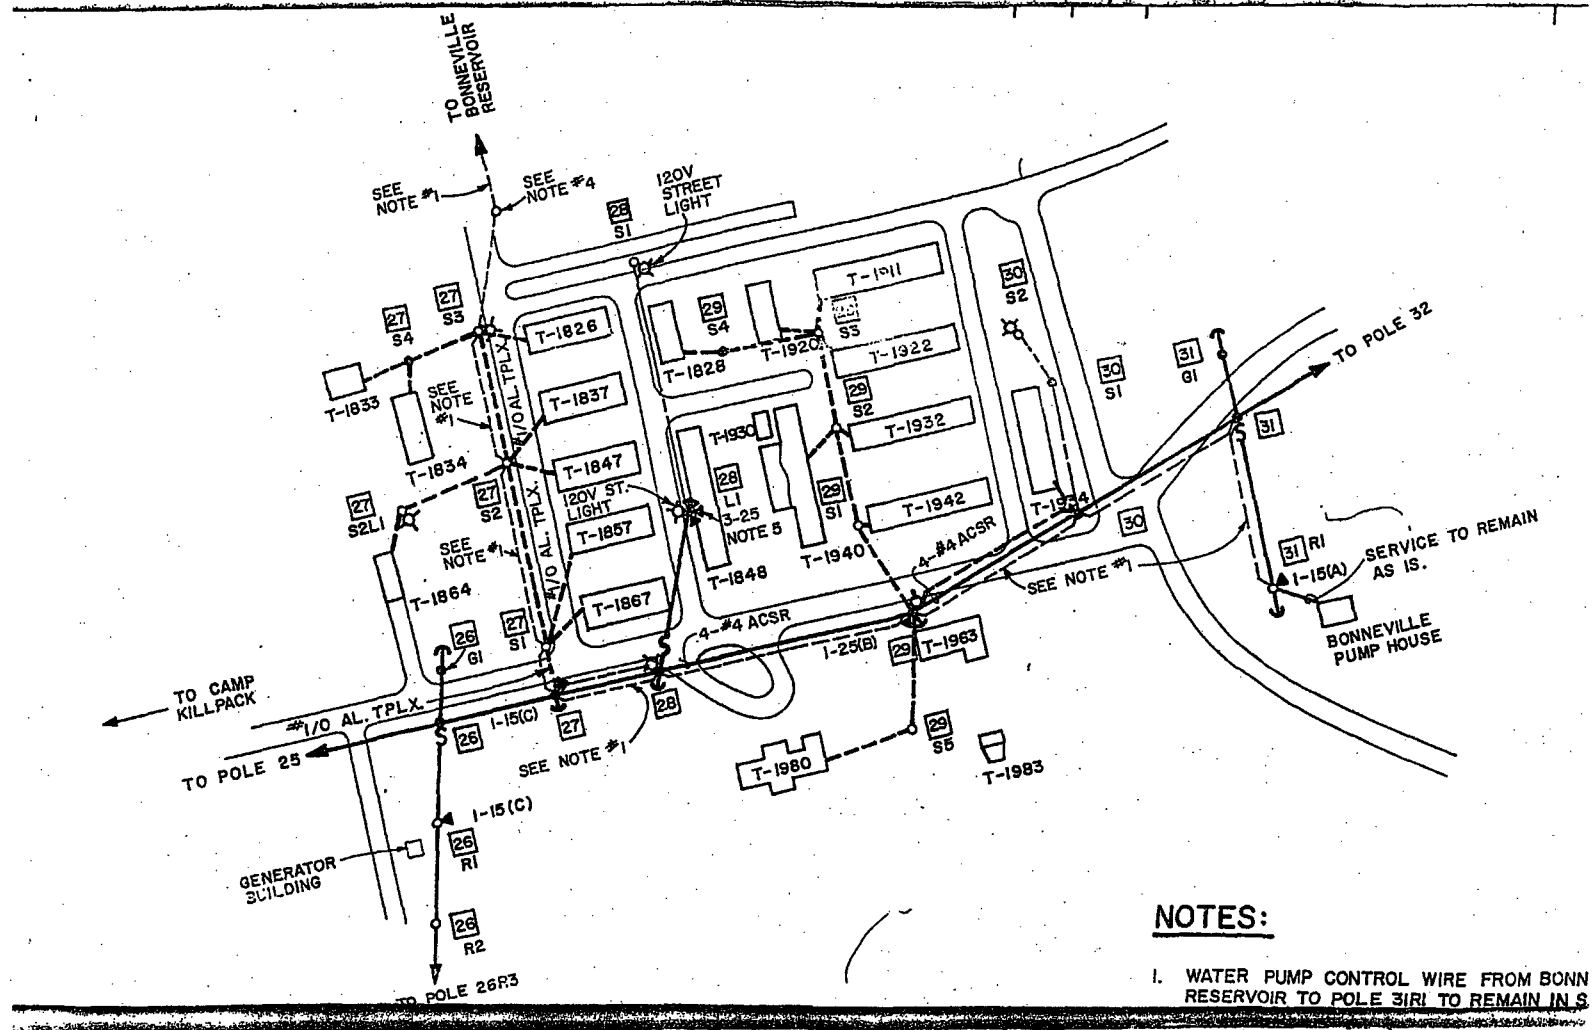 TO
BONNEVILLE
RESERVOIR
SEE
NOTE #1
SEE
NOTE #4
28
S1
120V
STREET
LIGHT
27
S3
27
S4
T-1826
T-1833
SEE
NOTE
#1
#1/0 AL. TPLX.
T-1837
T-1834
T-1847
27
S2
27
S2L1
120V ST.
LIGHT
T-1857
SEE
NOTE #1
#1/0 AL. TPLX.
T-1864
T-1867
27
S1
26
G1
29
S4
T-1828
T-1920
T-1911
S3
T-1922
29
S2
T-1930
T-1932
28
L1
3-25
NOTE 5
T-1848
29
S1
T-1940
T-1942
30
S2
30
S1
T-1934
30
4-#4 ACSR
SEE NOTE #1
4-#4 ACSR
1-25(B)
29
T-1963
29
S5
T-1980
T-1983
31
G1
TO POLE 32
31
31
R1
1-15(A)
SERVICE TO REMAIN
AS IS.
BONNEVILLE
PUMP HOUSE
TO CAMP
KILLPACK
#1/0 AL. TPLX.
1-15(C)
26
27
28
SEE NOTE #1
TO POLE 25
1-15(C)
26
R1
GENERATOR
BUILDING
26
R2
TO POLE 26R3
NOTES:
1. WATER PUMP CONTROL WIRE FROM BONN
RESERVOIR TO POLE 31R1 TO REMAIN IN S